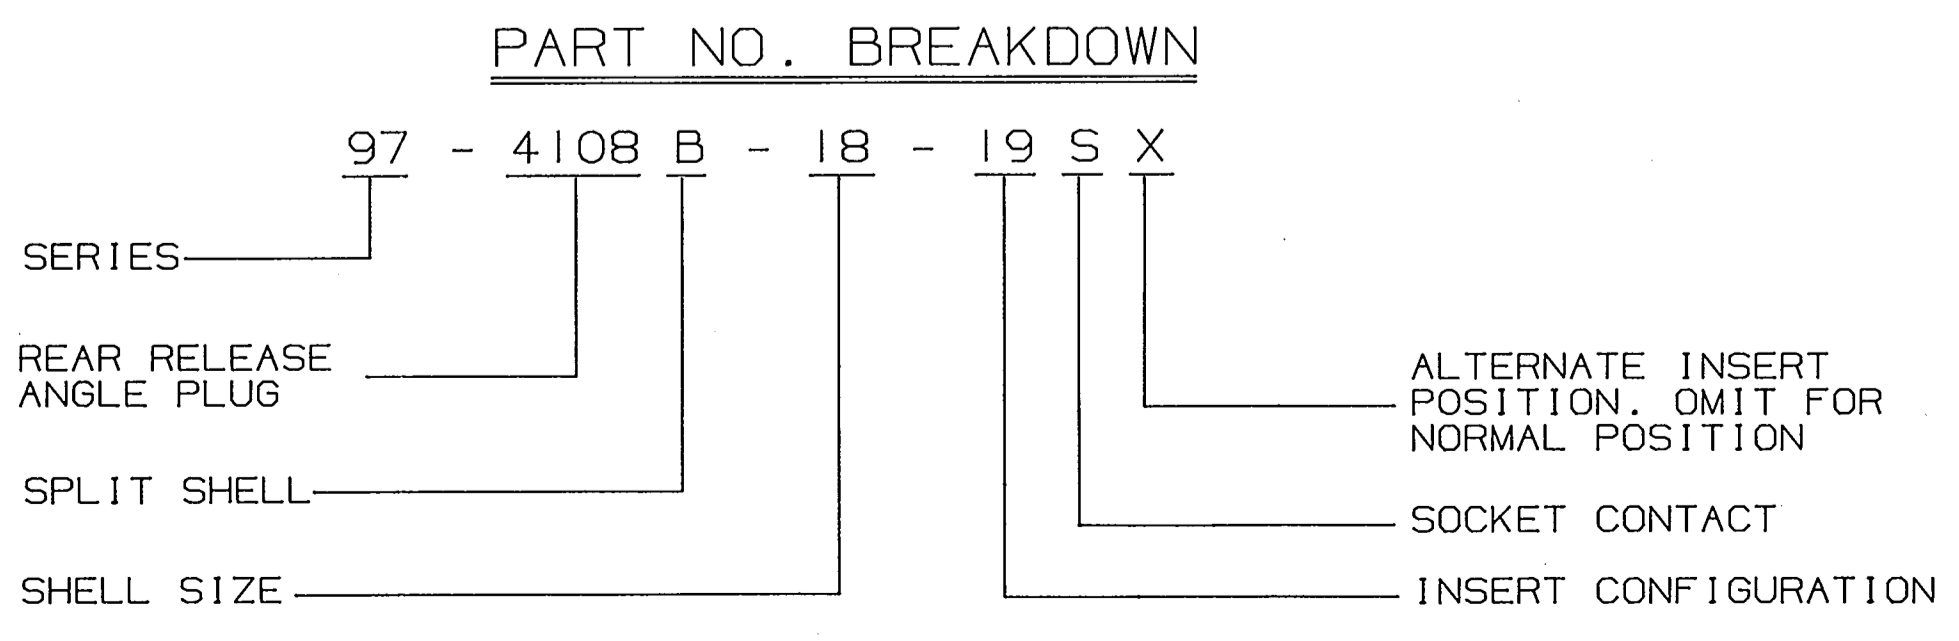 PART NO. BREAKDOWN
97 - 4108 B - 18 - 19 S X
SERIES
REAR RELEASE
ANGLE PLUG
SPLIT SHELL
SHELL SIZE
ALTERNATE INSERT
POSITION. OMIT FOR
NORMAL POSITION
SOCKET CONTACT
INSERT CONFIGURATION